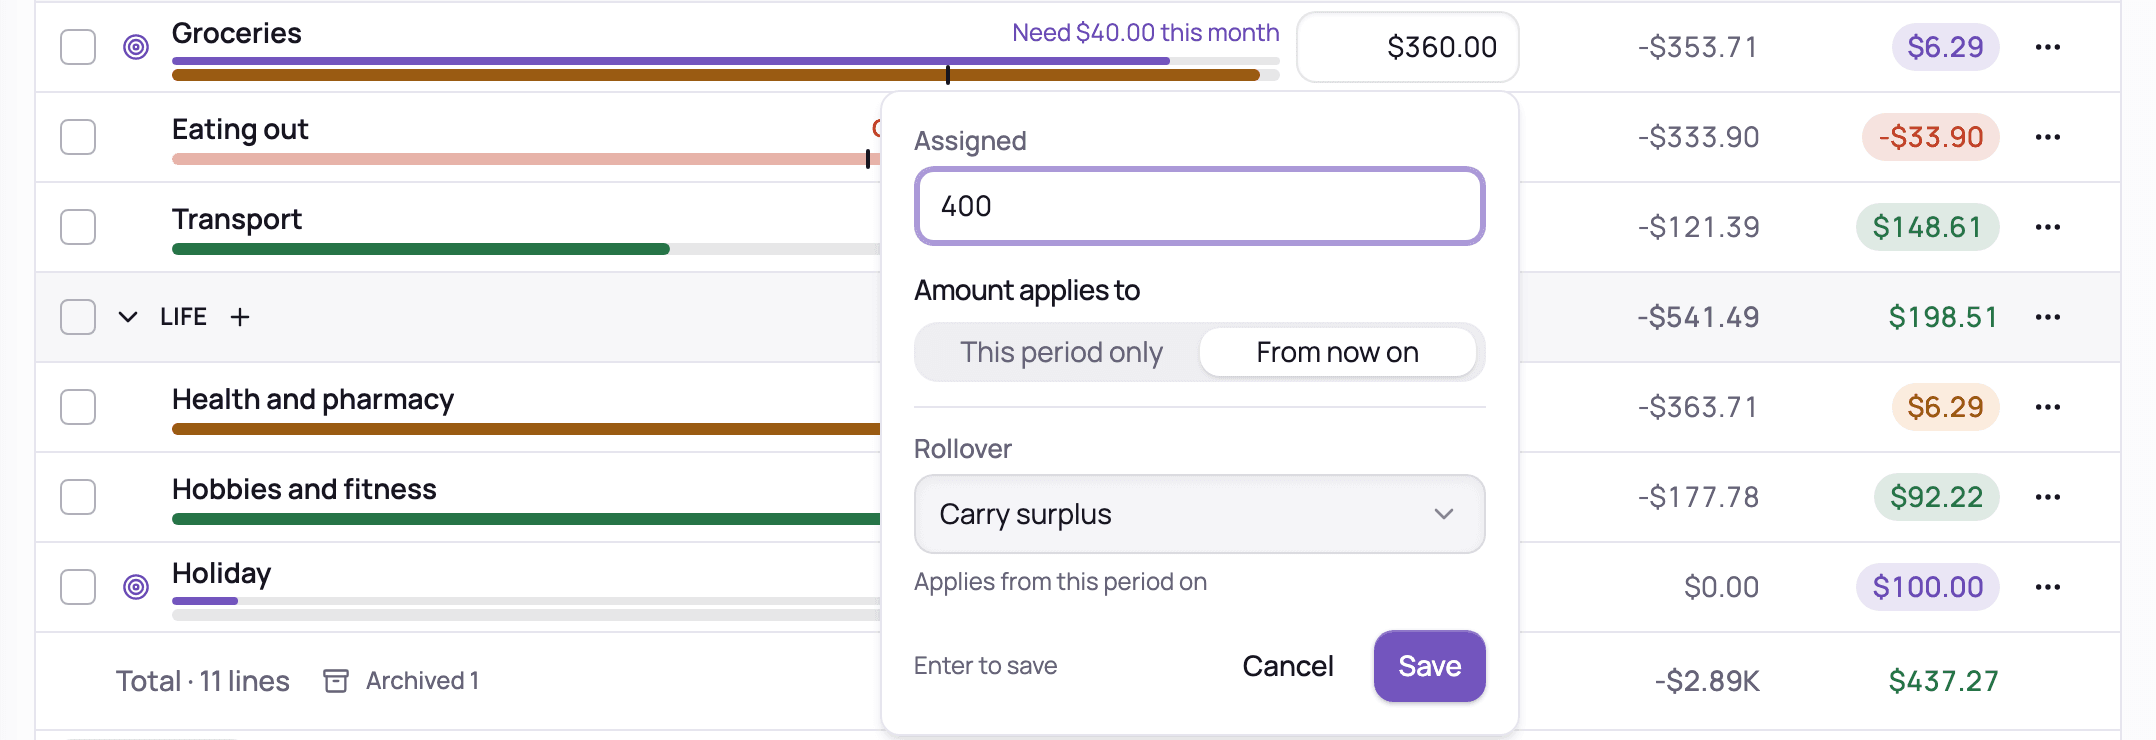 Groceries
Need $40.00 this month
$360.00
-$353.71
$6.29
Eating out
-$333.90
-$33.90
Assigned
400
Transport
-$121.39
$148.61
Amount applies to
LIFE
-$541.49
$198.51
This period only
From now on
Health and pharmacy
-$363.71
$6.29
Rollover
Hobbies and fitness
-$177.78
$92.22
Carry surplus
Holiday
$0.00
$100.00
Applies from this period on
Total · 11 lines
Archived 1
Enter to save
Cancel
Save
-$2.89K
$437.27